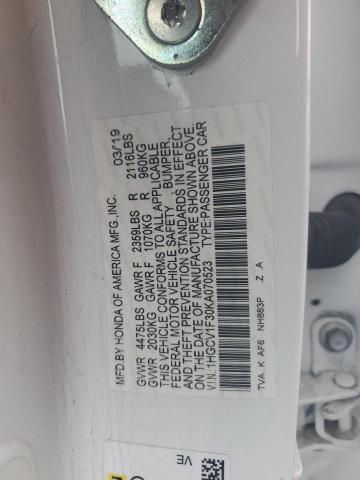 MFD.BY HONDA OF AMERICA MFG.,INC. 03/'19
GVWR 4475LBS GAWR F 2359LBS R 2116LBS
GVWR 2030KG GAWR F 1070KG R 960KG
THIS VEHICLE CONFORMS TO ALL APPLICABLE
FEDERAL MOTOR VEHICLE SAFETY, BUMPER,
AND THEFT PREVENTION STANDARDS IN EFFECT
ON THE DATE OF MANUFACTURE SHOWN ABOVE.
V.I.N.:1HGCV1F30KA070523 TYPE:PASSENGER CAR
TVA K AF6 NH883P Z A
VE